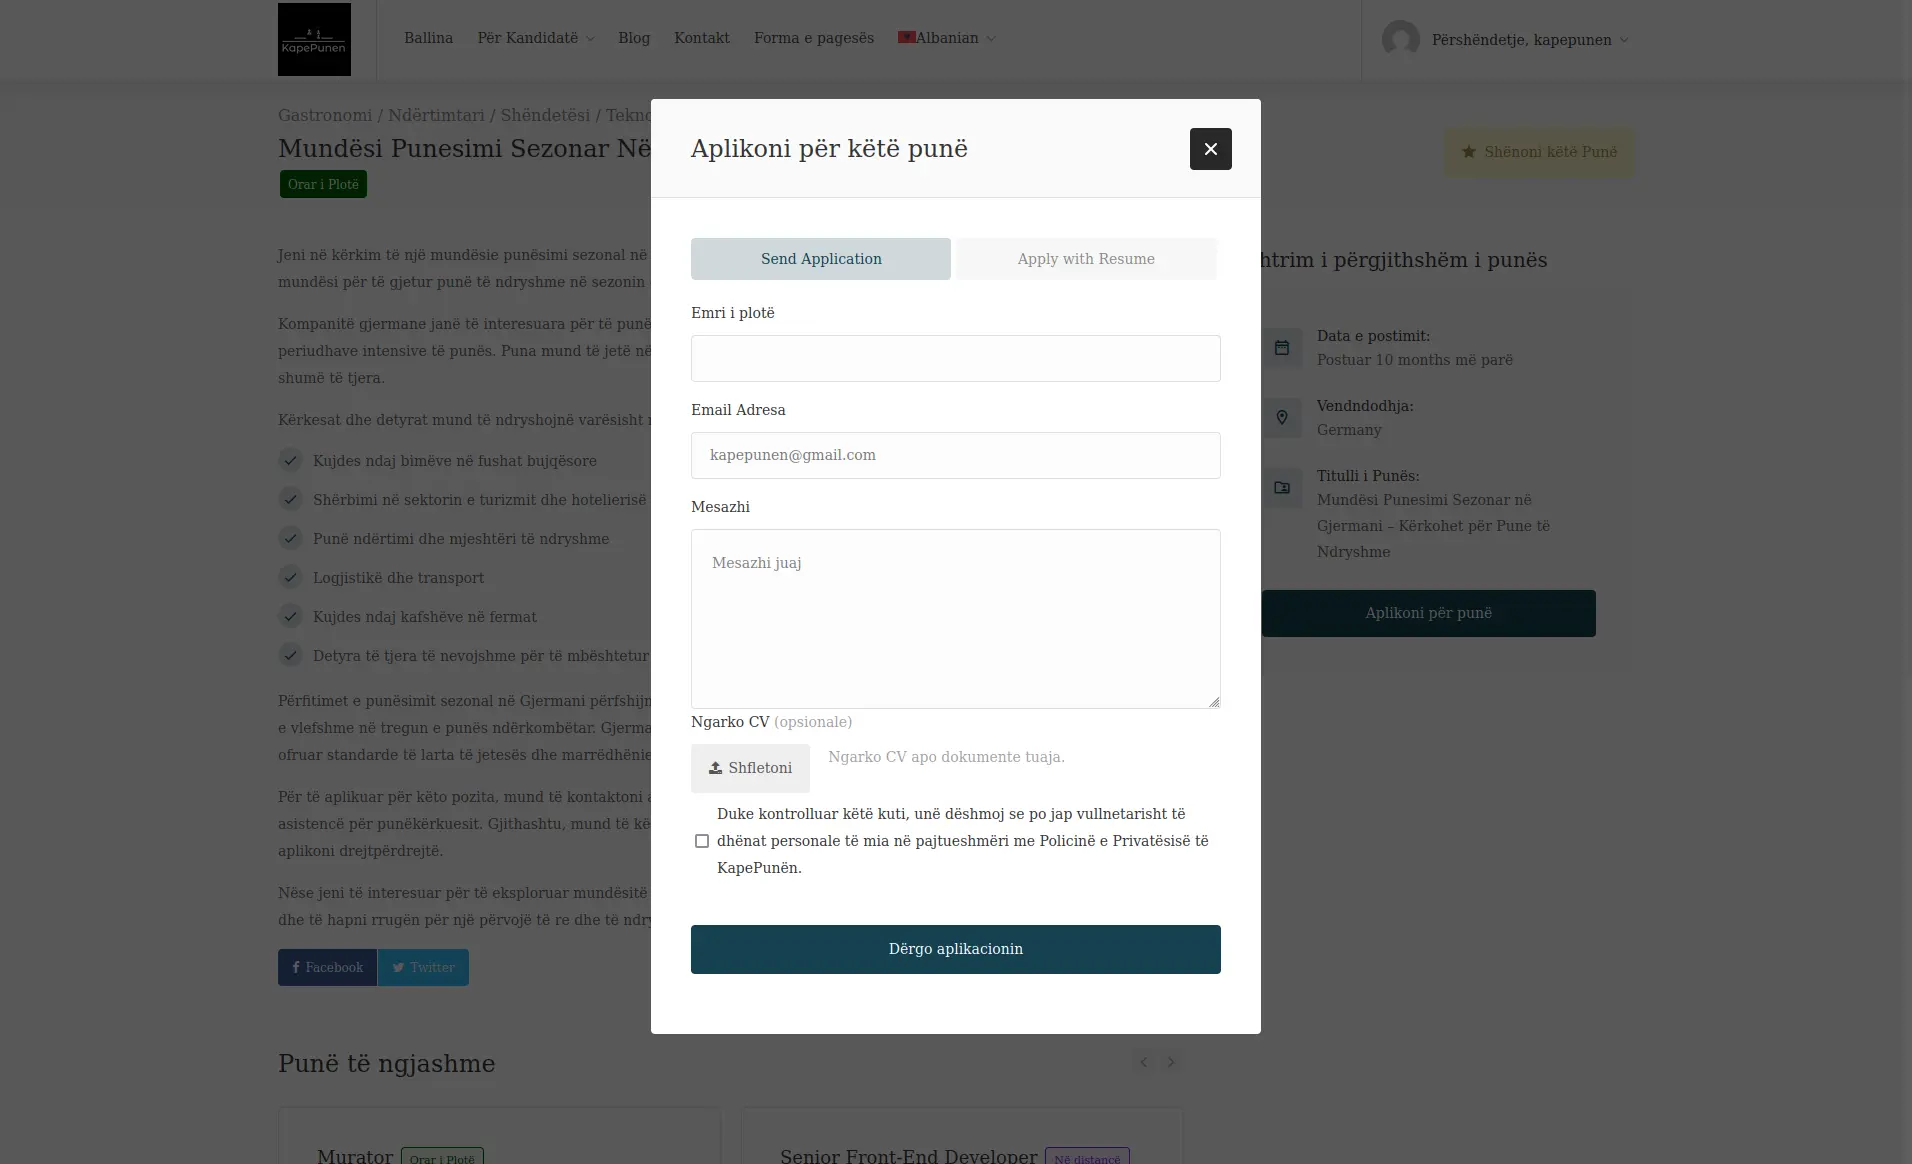 KapePunen
Ballina
Për Kandidatë
Blog
Kontakt
Forma e pagesës
Albanian
Përshëndetje, kapepunen
Gastronomi / Ndërtimtari / Shëndetësi /
Mundësi Punesimi Sezonar Në
Orar i Plotë
Shënoni këtë Punë
Jeni në kërkim të një mundësie punësimi sezonal në
mundësi për të gjetur punë të ndryshme në sezonin
Kompanitë gjermane janë të interesuara për të
periudhave intensive të punës. Puna mund të jetë në
shumë të tjera.
Kërkesat dhe detyrat mund të ndryshojnë varësisht
Kujdes ndaj bimëve në fushat bujqësore
Shërbimi në sektorin e turizmit dhe hotelierisë
Punë ndërtimi dhe mjeshtëri të ndryshme
Logjistikë dhe transport
Kujdes ndaj kafshëve në fermat
Detyra të tjera të nevojshme për të mbështetur
Përfitimet e punësimit sezonal në Gjermani
e vlefshme në tregun e punës ndërkombëtar.
ofruar standarde të larta të jetesës dhe
Për të aplikuar për këto pozita, mund të kontaktoni
asistencë për punëkërkuesit. Gjithashtu, mund të
aplikoni drejtpërdrejtë.
Nëse jeni të interesuar për të eksploruar mundësitë
dhe të hapni rrugën për një përvojë të re dhe të
Facebook
Twitter
Aplikoni për këtë punë
Send Application
Apply with Resume
Emri i plotë
Email Adresa
kapepunen@gmail.com
Mesazhi
Mesazhi juaj
Ngarko CV (opsionale)
Shfletoni
Ngarko CV apo dokumente tuaja.
Duke kontrolluar këtë kuti, unë dëshmoj se po jap vullnetarisht të
dhënat personale të mia në pajtueshmëri me Policinë e Privatësisë të
KapePunën.
Dërgo aplikacionin
i përgjithshëm i punës
Data e postimit:
Postuar 10 months më parë
Vendndodhja:
Germany
Titulli i Punës:
Mundësi Punesimi Sezonar në
Gjermani – Kërkohet për Pune të
Ndryshme
Aplikoni për punë
Punë të ngjashme
Murator
Orar i Plotë
Senior Front-End Developer
Në distancë